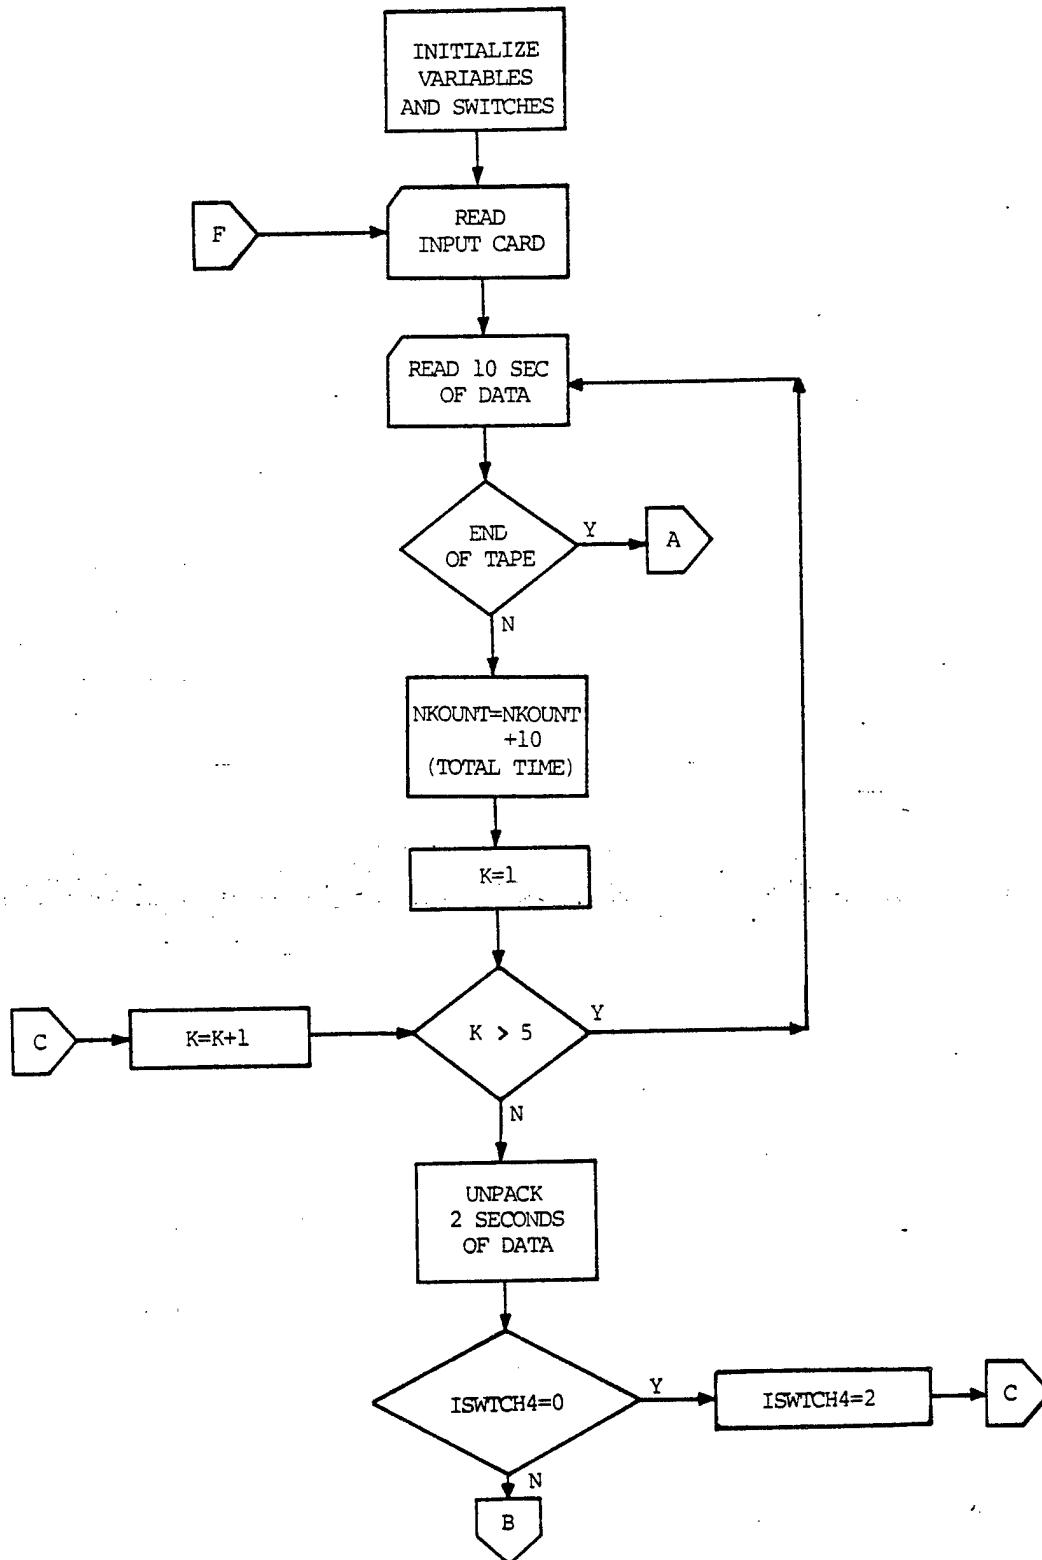 INITIALIZE
VARIABLES
AND SWITCHES
F
READ
INPUT CARD
READ 10 SEC
OF DATA
END
OF TAPE
Y
A
N
NKOUNT=NKOUNT
+10
(TOTAL TIME)
K=1
C
K=K+1
K > 5
Y
N
UNPACK
2 SECONDS
OF DATA
ISWTCH4=0
Y
ISWTCH4=2
C
N
B